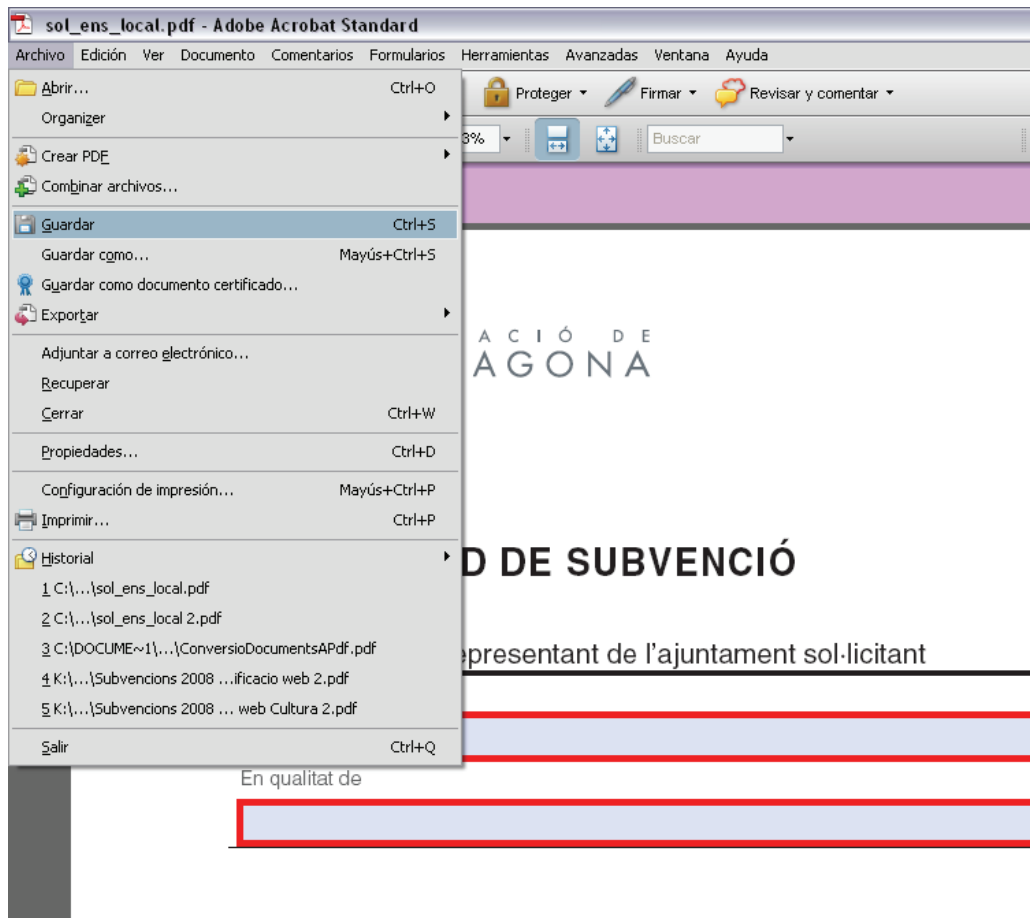 sol_ens_local.pdf - Adobe Acrobat Standard
Archivo Edición Ver Documento Comentarios Formularios Herramientas Avanzadas Ventana Ayuda
Abrir... Ctrl+O
Organizer
Crear PDF
Combinar archivos...
Guardar Ctrl+S
Guardar como... Mayús+Ctrl+S
Guardar como documento certificado...
Exportar
Adjuntar a correo electrónico...
Recuperar
Cerrar Ctrl+W
Propiedades... Ctrl+D
Configuración de impresión... Mayús+Ctrl+P
Imprimir... Ctrl+P
Historial
1 C:\...\sol_ens_local.pdf
2 C:\...\sol_ens_local 2.pdf
3 C:\DOCUME~1\...\ConversioDocumentsAPdf.pdf
4 K:\...\Subvencions 2008 ...ificacio web 2.pdf
5 K:\...\Subvencions 2008 ... web Cultura 2.pdf
Salir Ctrl+Q
Proteger Firmar Revisar y comentar
3% Buscar
ACIÓ DE
AGONA
D DE SUBVENCIÓ
epresentant de l'ajuntament sol·licitant
En qualitat de